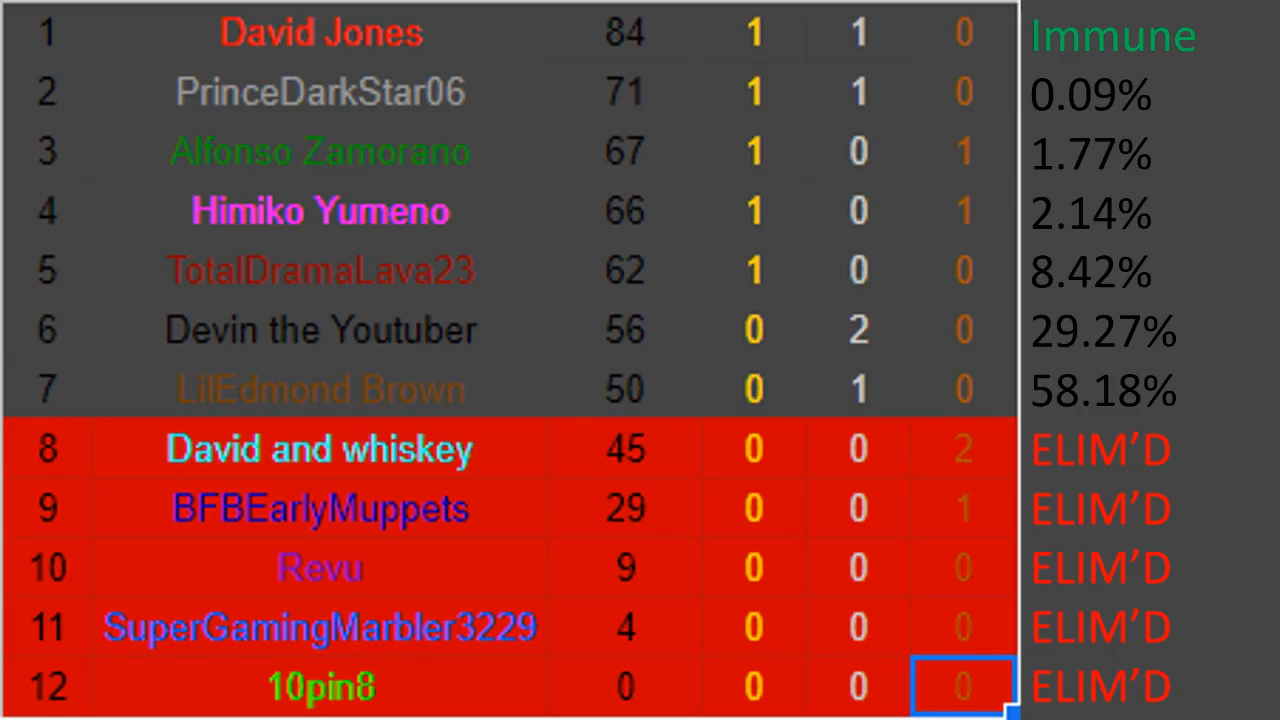 1 David Jones 84 1 1 0 Immune
2 PrinceDarkStar06 71 1 1 0 0.09%
3 Alfonso Zamorano 67 1 0 1 1.77%
4 Himiko Yumeno 66 1 0 1 2.14%
5 TotalDramaLava23 62 1 0 0 8.42%
6 Devin the Youtuber 56 0 2 0 29.27%
7 LilEdmond Brown 50 0 1 0 58.18%
8 David and whiskey 45 0 0 2 ELIM’D
9 BFBEarlyMuppets 29 0 0 1 ELIM’D
10 Revu 9 0 0 0 ELIM’D
11 SuperGamingMarbler3229 4 0 0 0 ELIM’D
12 10pin8 0 0 0 0 ELIM’D